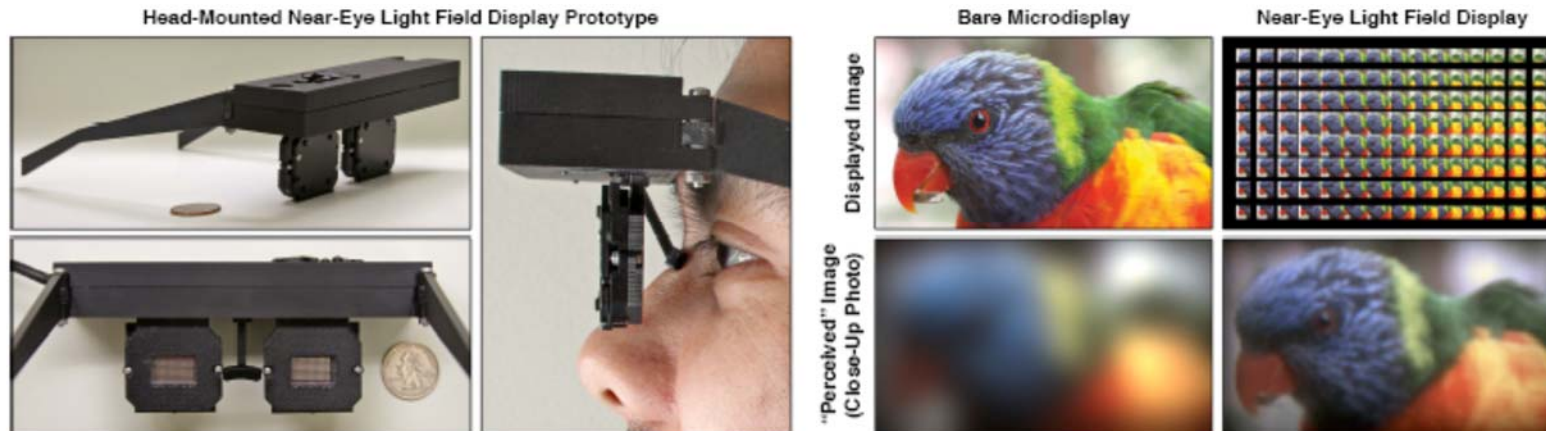 Head-Mounted Near-Eye Light Field Display Prototype
Bare Microdisplay
Near-Eye Light Field Display
Displayed Image
"Perceived" Image
(Close-Up Photo)